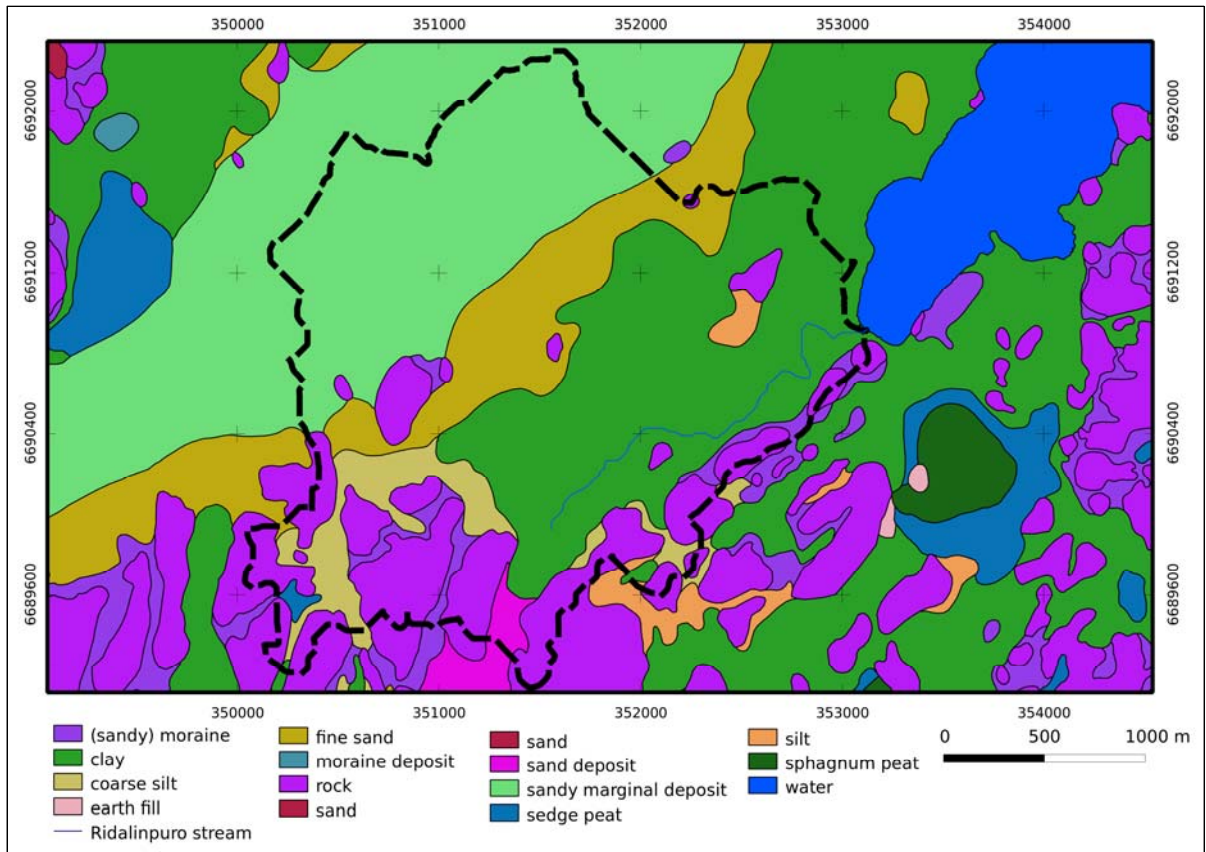 350000 351000 352000 353000 354000
6692000 6692000
6691200 6691200
6690400 6690400
6689600 6689600
350000 351000 352000 353000 354000
(sandy) moraine
clay
coarse silt
earth fill
Ridalinpuro stream
fine sand
moraine deposit
rock
sand
sand
sand deposit
sandy marginal deposit
sedge peat
silt
sphagnum peat
water
0 500 1000 m